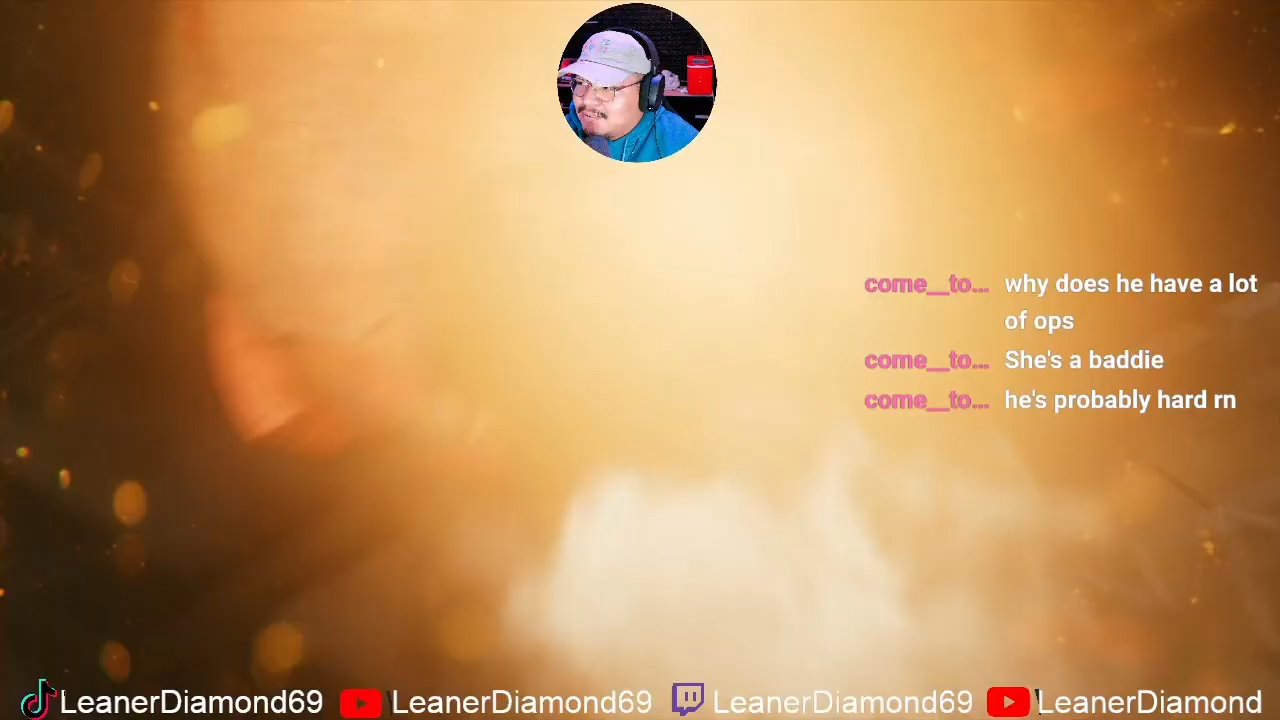 come__to... why does he have a lot
of ops
come__to... She's a baddie
come__to... he's probably hard rn
LeanerDiamond69 LeanerDiamond69 LeanerDiamond69 LeanerDiamond